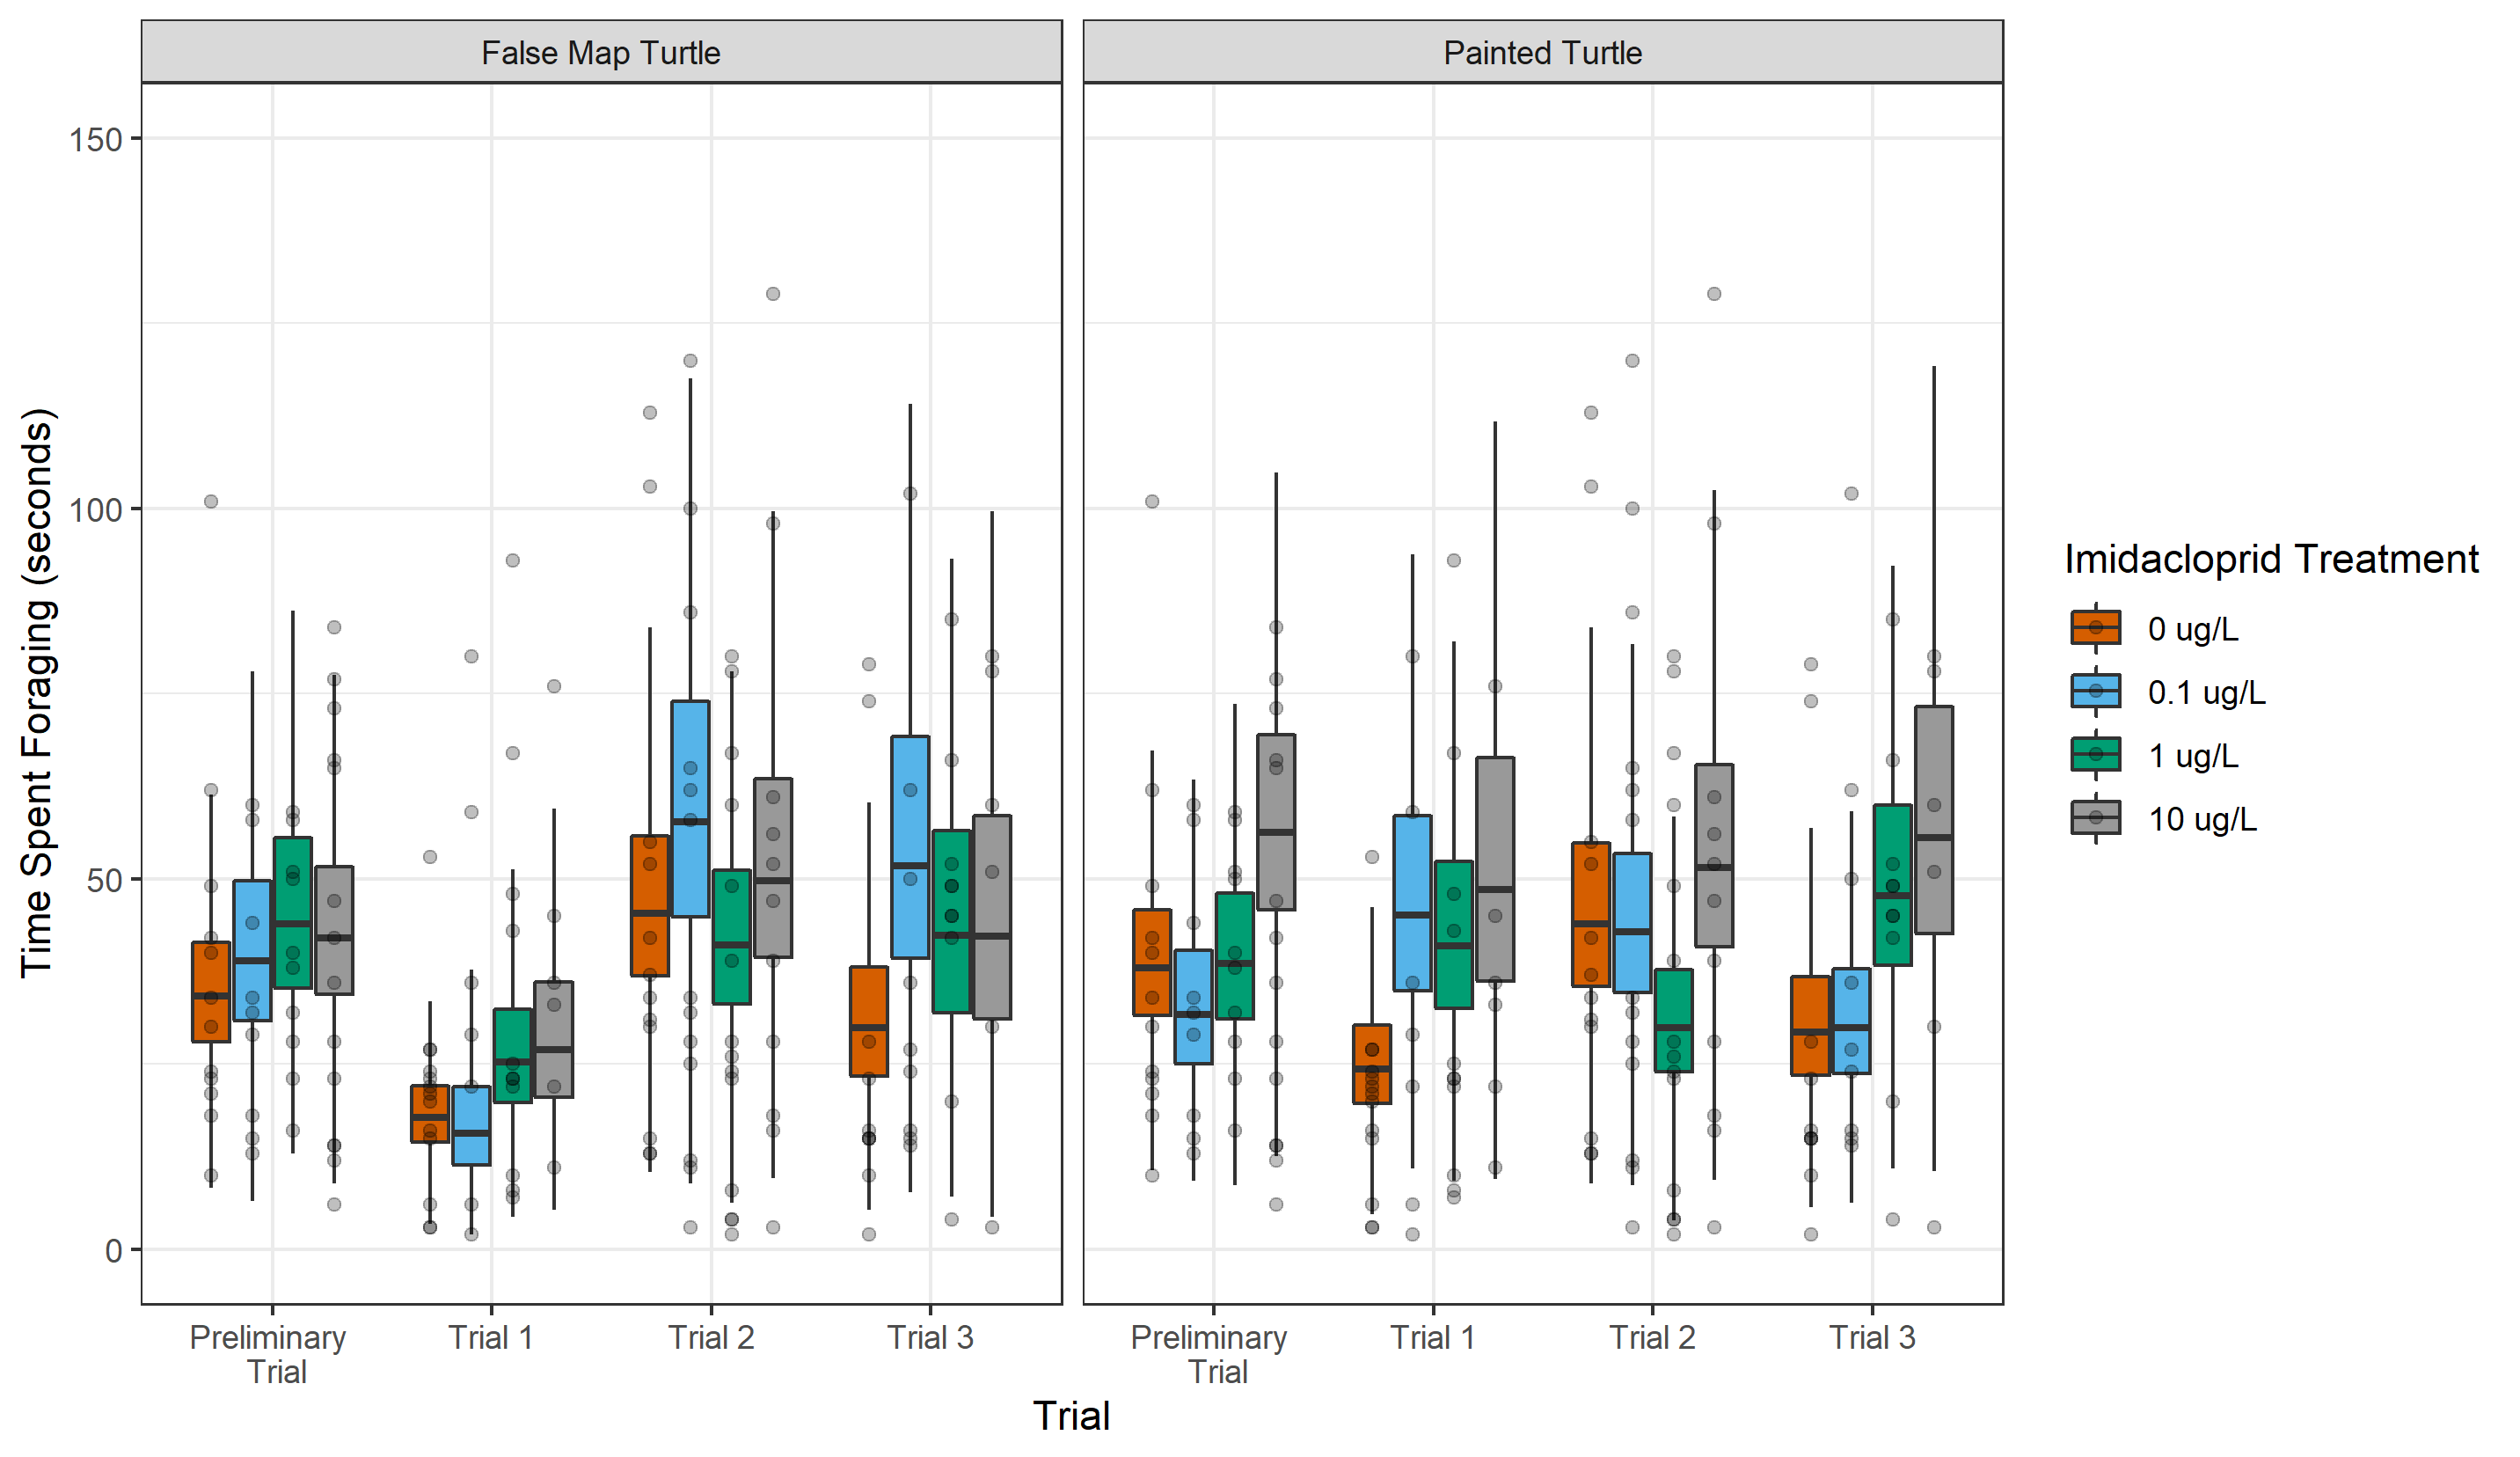 False Map Turtle
Painted Turtle
150
100
50
0
Time Spent Foraging (seconds)
Preliminary
Trial
Trial 1
Trial 2
Trial 3
Preliminary
Trial
Trial 1
Trial 2
Trial 3
Trial
Imidacloprid Treatment
0 ug/L
0.1 ug/L
1 ug/L
10 ug/L